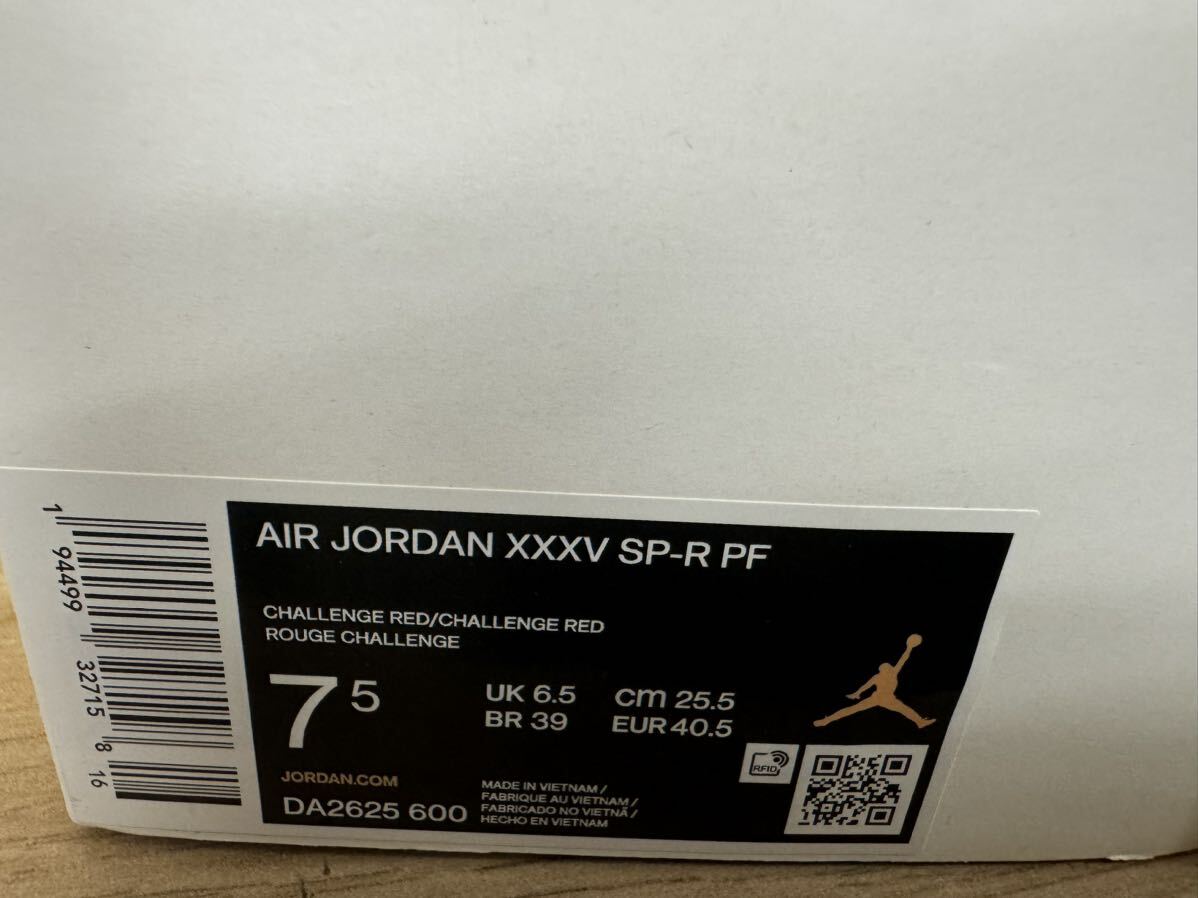 AIR JORDAN XXXV SP-R PF
CHALLENGE RED/CHALLENGE RED
ROUGE CHALLENGE
7 5
UK 6.5 cm 25.5
BR 39 EUR 40.5
RFID
JORDAN.COM
DA2625 600
MADE IN VIETNAM /
FABRIQUE AU VIETNAM /
FABRICADO NO VIETNÃ /
HECHO EN VIETNAM
1 94499 32715 8 16